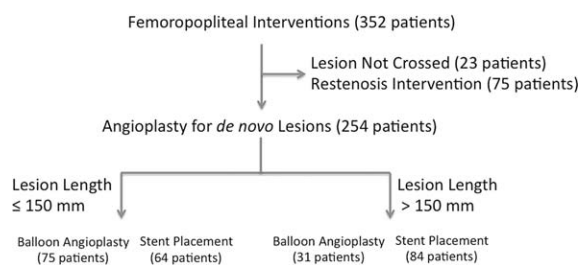 Femoropopliteal Interventions (352 patients)
Lesion Not Crossed (23 patients)
Restenosis Intervention (75 patients)
Angioplasty for de novo Lesions (254 patients)
Lesion Length
≤ 150 mm
Lesion Length
> 150 mm
Balloon Angioplasty
(75 patients)
Stent Placement
(64 patients)
Balloon Angioplasty
(31 patients)
Stent Placement
(84 patients)